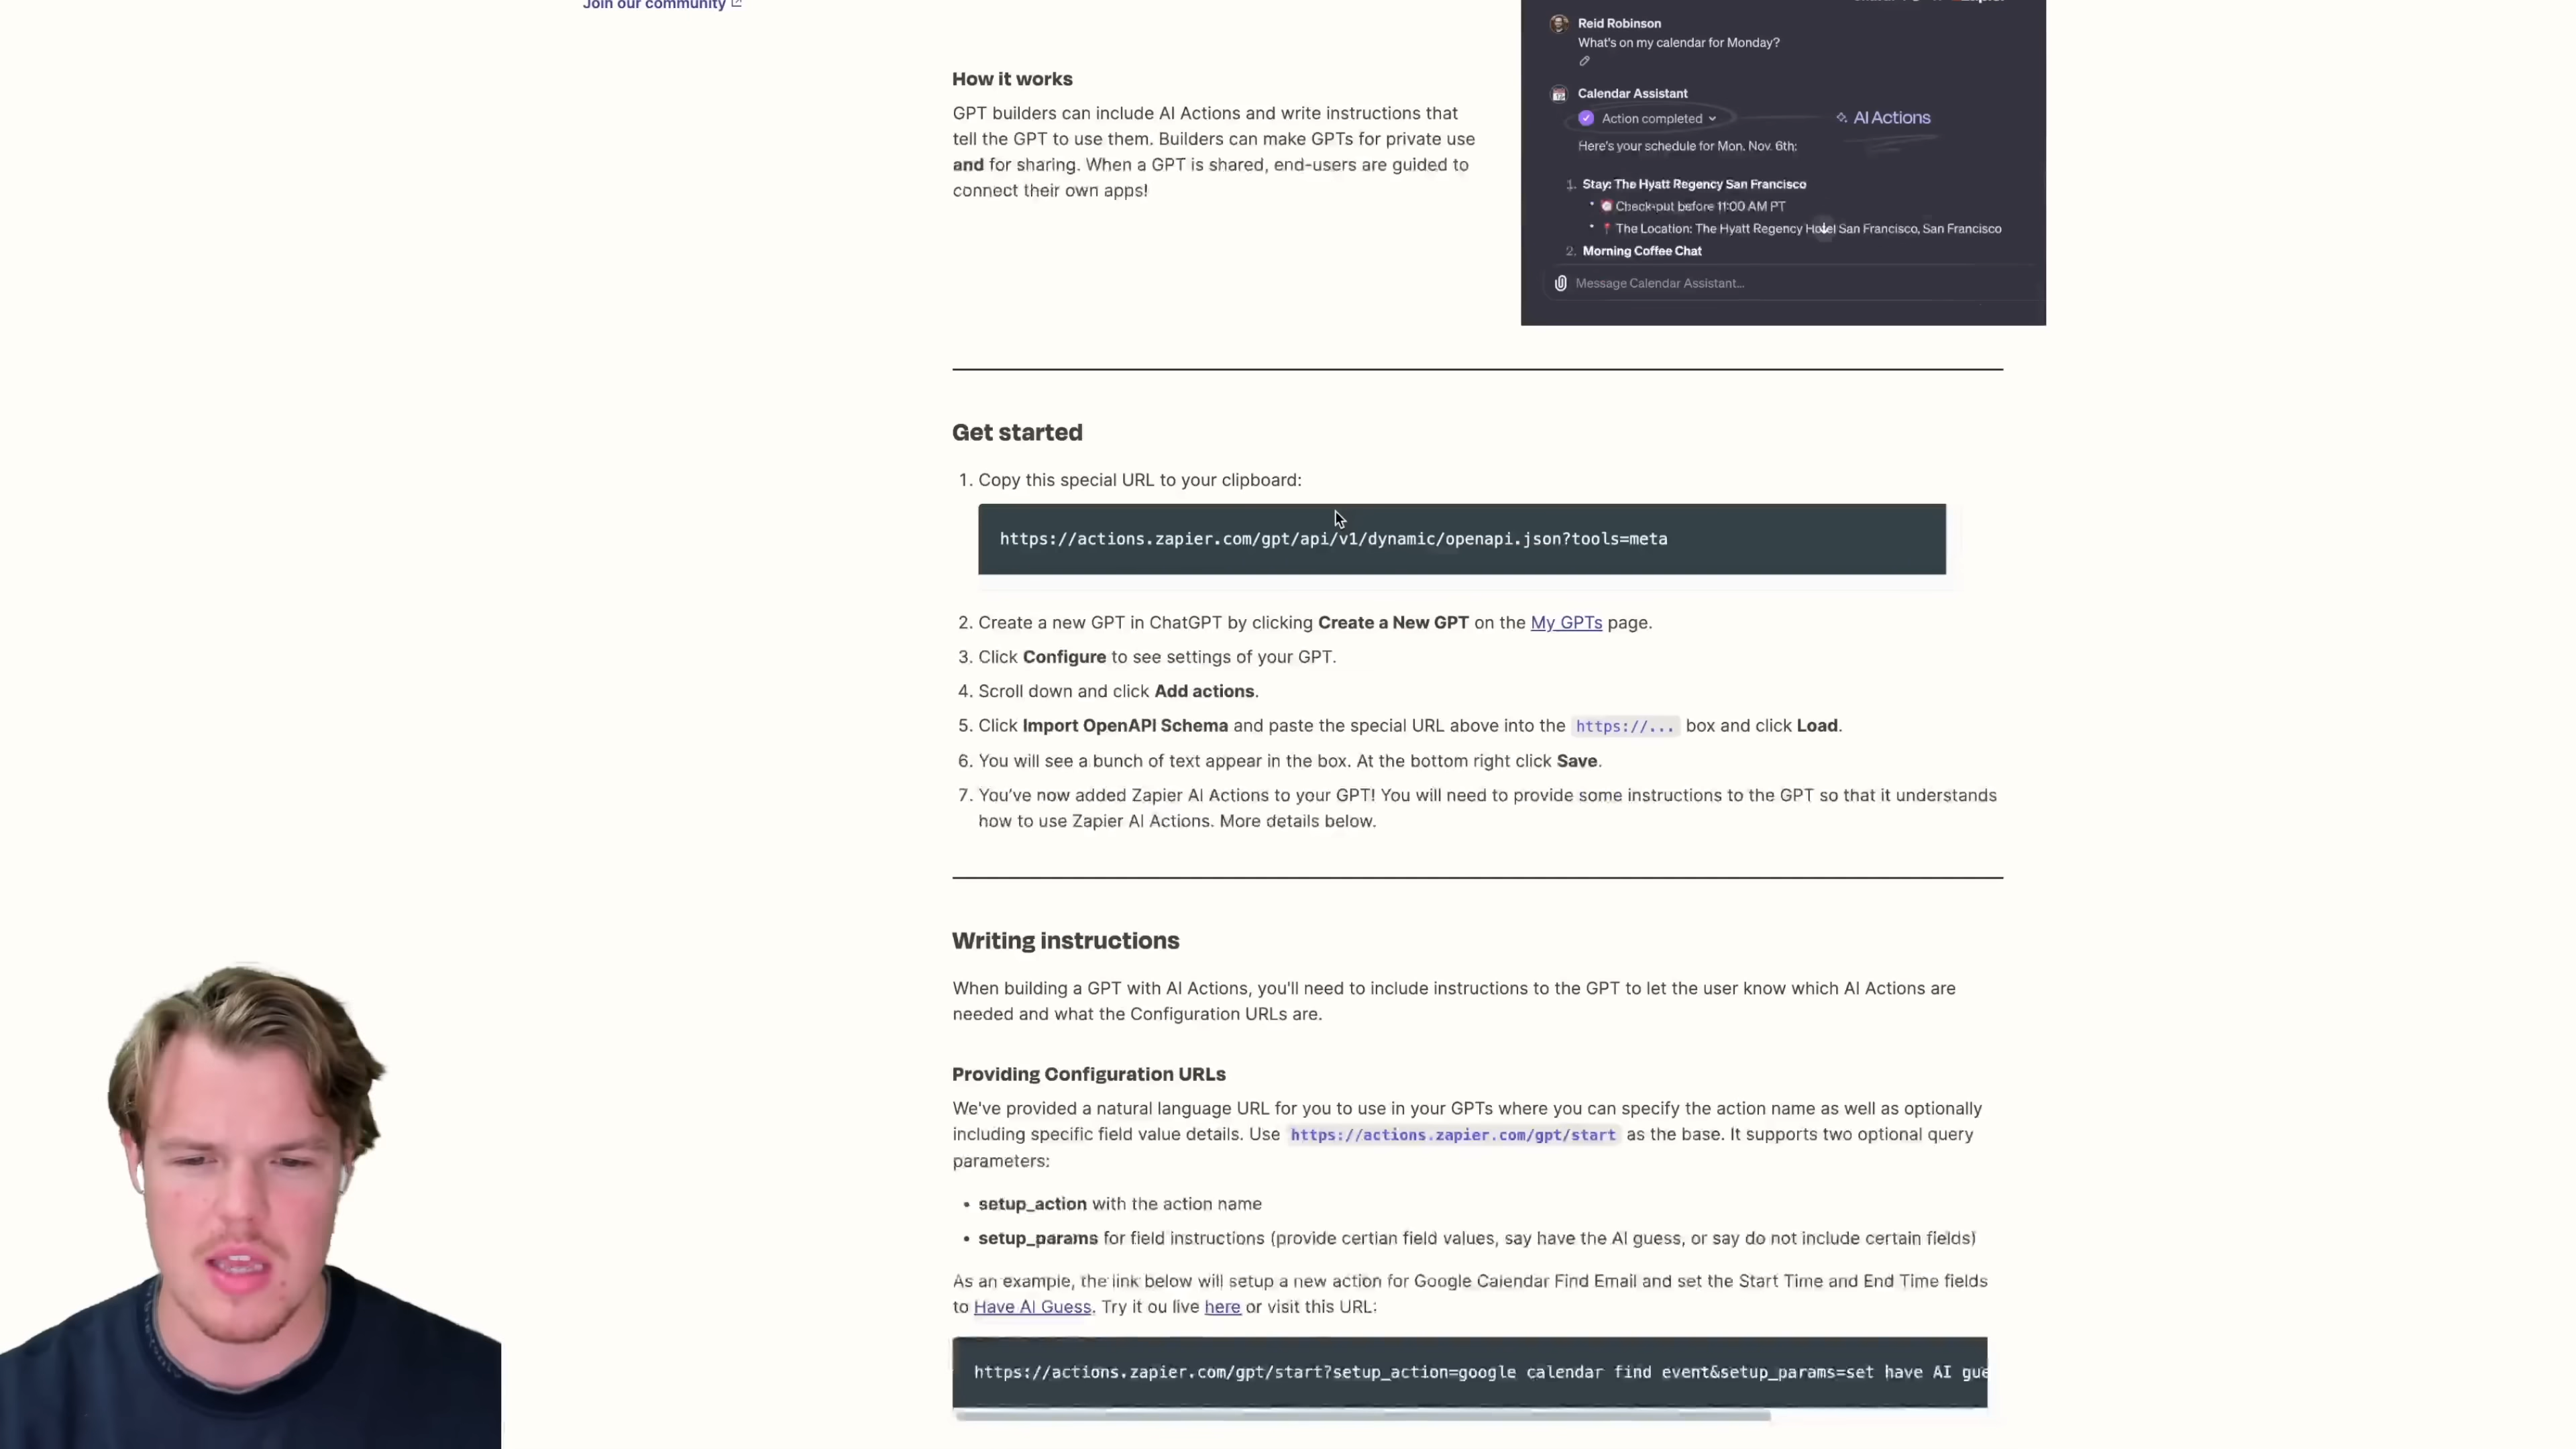 Join our community
Reid Robinson
What's on my calendar for Monday?
Calendar Assistant
Action completed
AI Actions
Here's your schedule for Mon. Nov. 6th:
1. Stay: The Hyatt Regency San Francisco
• Check-out before 11:00 AM PT
• The Location: The Hyatt Regency Hotel San Francisco, San Francisco
2. Morning Coffee Chat
Message Calendar Assistant...
How it works
GPT builders can include AI Actions and write instructions that
tell the GPT to use them. Builders can make GPTs for private use
and for sharing. When a GPT is shared, end-users are guided to
connect their own apps!
Get started
1. Copy this special URL to your clipboard:
https://actions.zapier.com/gpt/api/v1/dynamic/openapi.json?tools=meta
2. Create a new GPT in ChatGPT by clicking Create a New GPT on the My GPTs page.
3. Click Configure to see settings of your GPT.
4. Scroll down and click Add actions.
5. Click Import OpenAPI Schema and paste the special URL above into the https://... box and click Load.
6. You will see a bunch of text appear in the box. At the bottom right click Save.
7. You've now added Zapier AI Actions to your GPT! You will need to provide some instructions to the GPT so that it understands
how to use Zapier AI Actions. More details below.
Writing instructions
When building a GPT with AI Actions, you'll need to include instructions to the GPT to let the user know which AI Actions are
needed and what the Configuration URLs are.
Providing Configuration URLs
We've provided a natural language URL for you to use in your GPTs where you can specify the action name as well as optionally
including specific field value details. Use https://actions.zapier.com/gpt/start as the base. It supports two optional query
parameters:
• setup_action with the action name
• setup_params for field instructions (provide certian field values, say have the AI guess, or say do not include certain fields)
As an example, the link below will setup a new action for Google Calendar Find Email and set the Start Time and End Time fields
to Have AI Guess. Try it ou live here or visit this URL:
https://actions.zapier.com/gpt/start?setup_action=google calendar find event&setup_params=set have AI gue